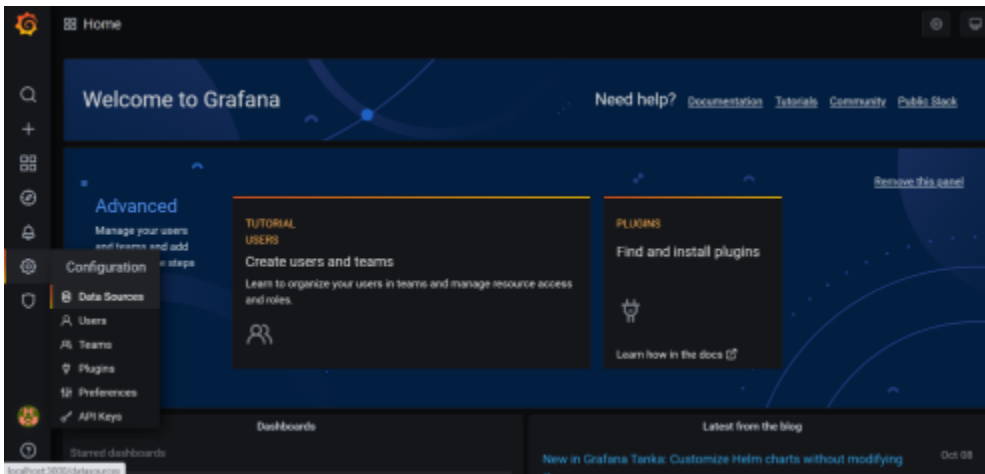 Home
Welcome to Grafana
Need help? Documentation Tutorials Community Public Slack
Remove this panel
Advanced
Manage your users
and teams and add
steps
TUTORIAL
USERS
Create users and teams
Learn to organize your users in teams and manage resource access
and roles.
PLUGINS
Find and install plugins
Learn how in the docs
Configuration
Data Sources
Users
Teams
Plugins
Preferences
API Keys
Dashboards
Starred dashboards
Latest from the blog
New in Grafana Tanka: Customize Helm charts without modifying
Oct 08
localhost:3000/datasources